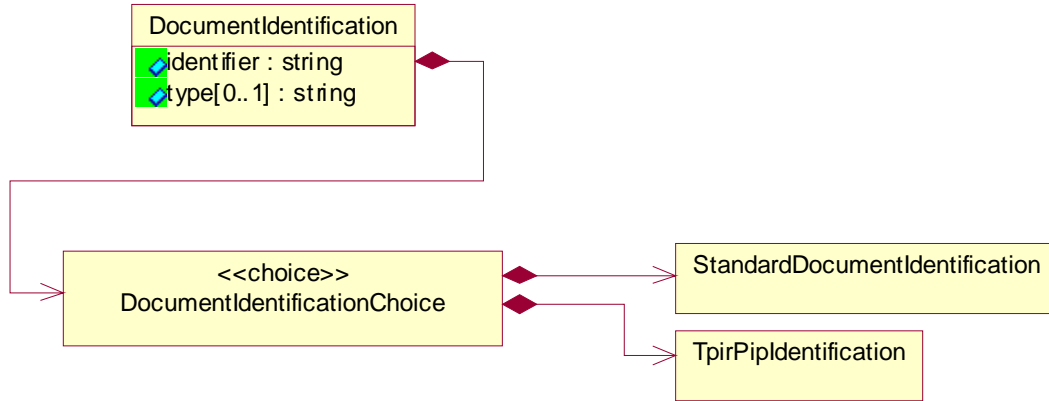 DocumentIdentification
identifier : string
type[0..1] : string
<<choice>>
DocumentIdentificationChoice
StandardDocumentIdentification
TpirPipIdentification